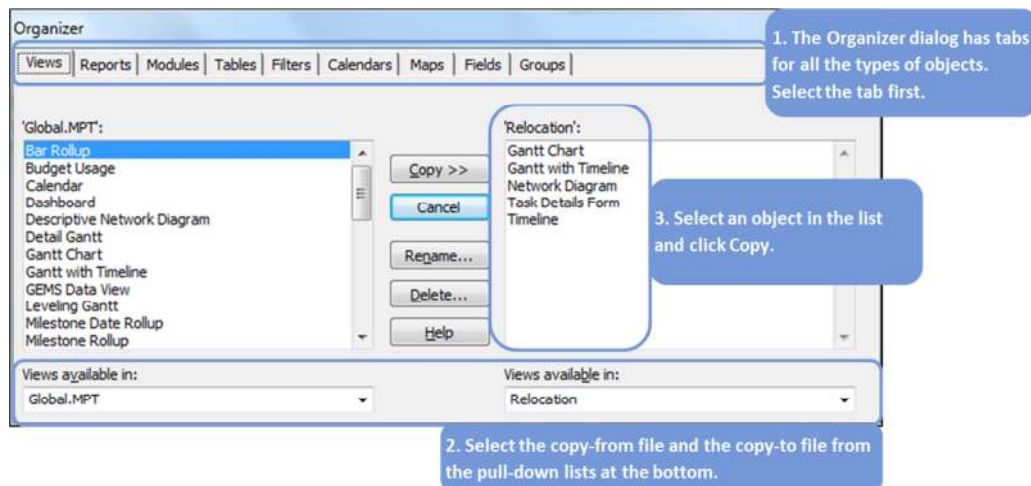 Organizer
1. The Organizer dialog has tabs
for all the types of objects.
Select the tab first.
Views Reports Modules Tables Filters Calendars Maps Fields Groups
'Global.MPT':
Bar Rollup
Budget Usage
Calendar
Dashboard
Descriptive Network Diagram
Detail Gantt
Gantt Chart
Gantt with Timeline
GEMS Data View
Leveling Gantt
Milestone Date Rollup
Milestone Rollup
Copy >>
Cancel
Rename...
Delete...
Help
'Relocation':
Gantt Chart
Gantt with Timeline
Network Diagram
Task Details Form
Timeline
3. Select an object in the list
and click Copy.
Views available in:
Global.MPT
Views available in:
Relocation
2. Select the copy-from file and the copy-to file from
the pull-down lists at the bottom.